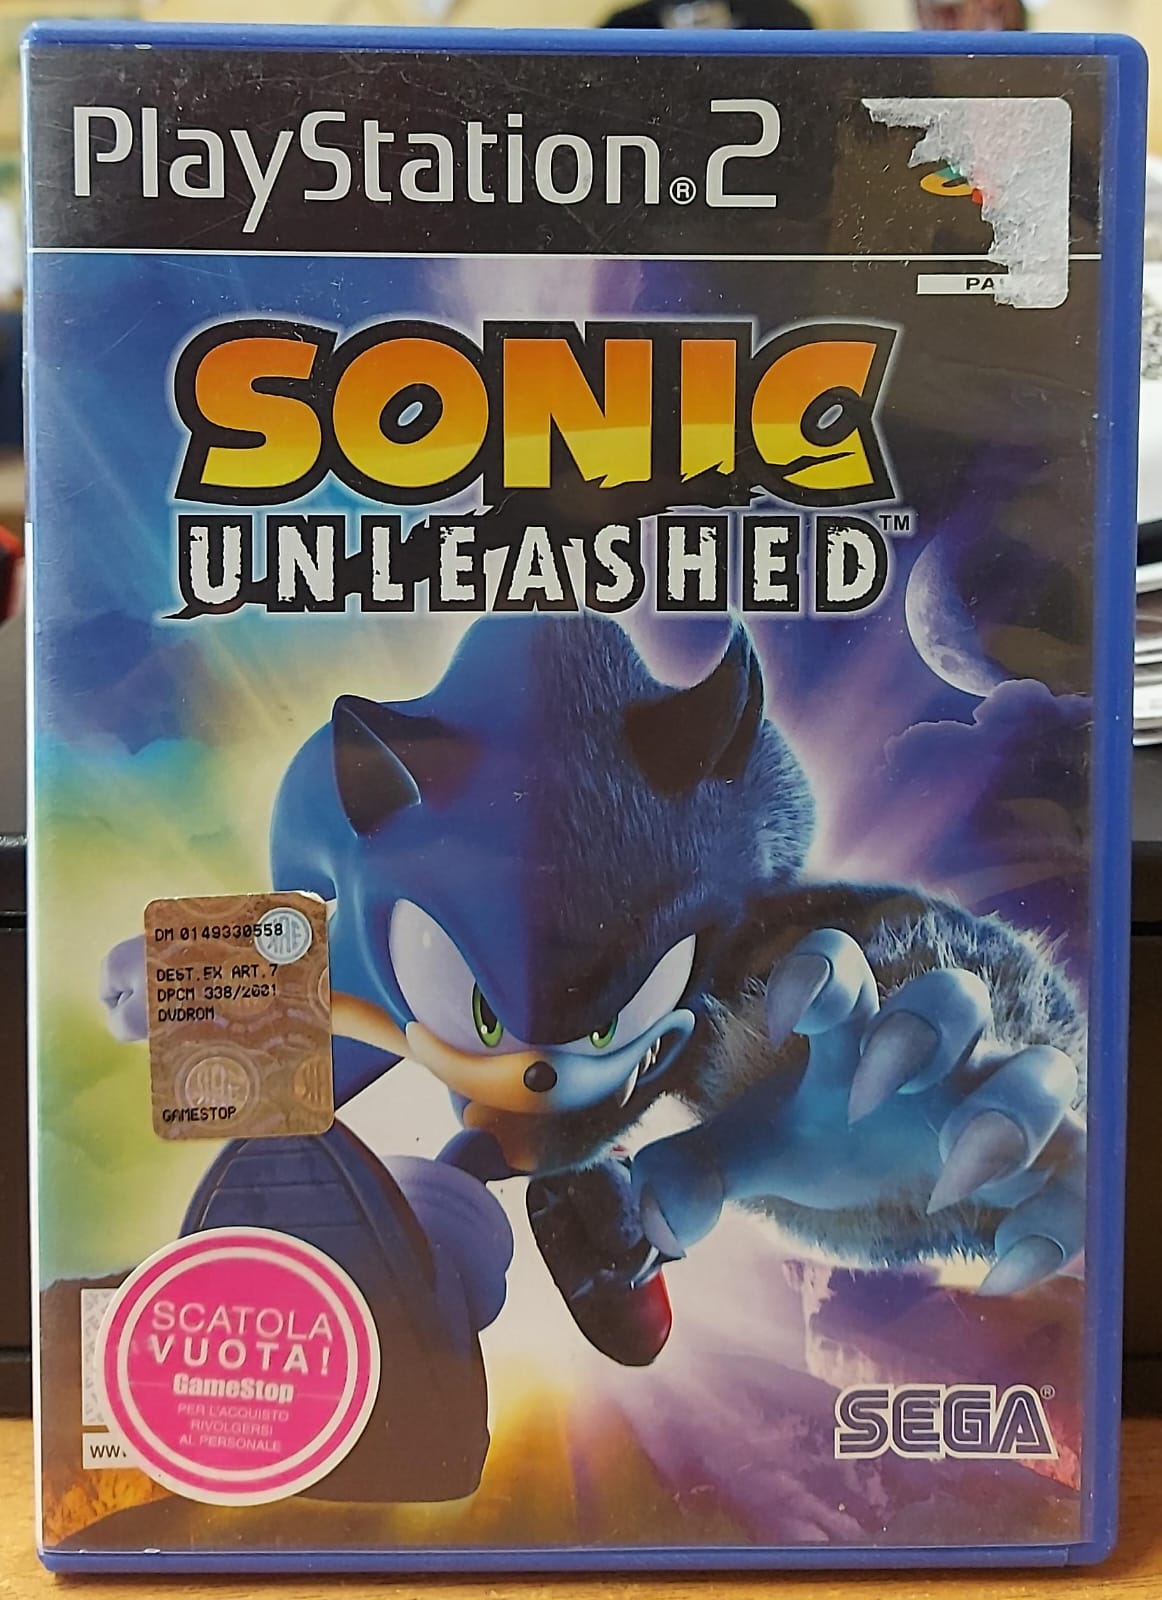 PlayStation®2
SONIC
UNLEASHED™
DM 0149330558
DEST.EX ART.7
DPCM 338/2001
DVDROM
GAMESTOP
SCATOLA
VUOTA!
GameStop
PER L'ACQUISTO
RIVOLGERSI
AL PERSONALE
SEGA®